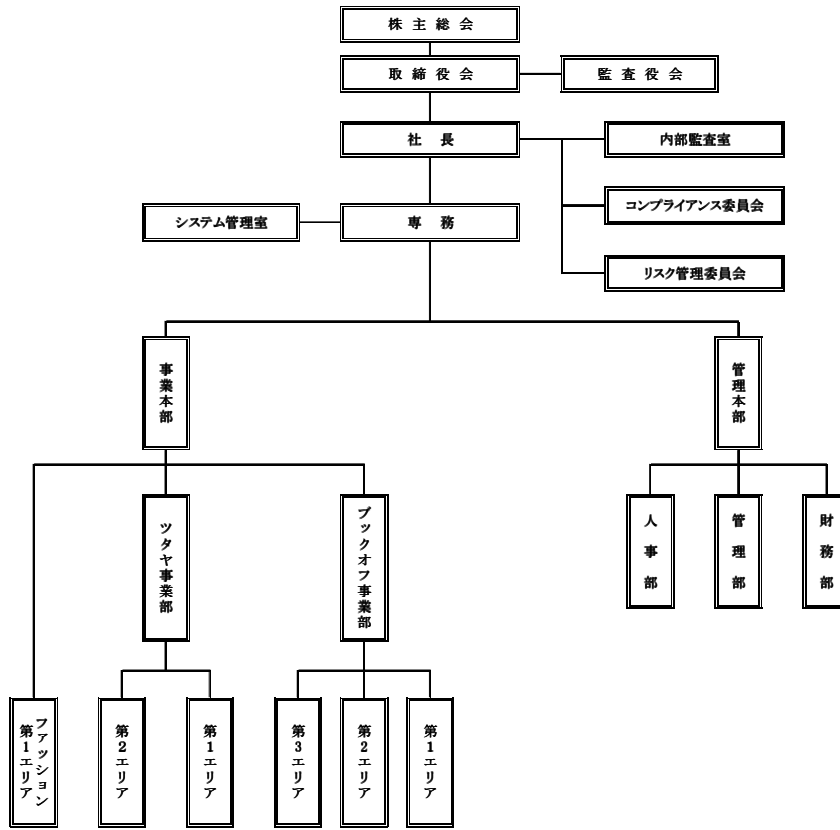 株主総会
取締役会
監査役会
社長
内部監査室
コンプライアンス委員会
システム管理室
専務
リスク管理委員会
事業本部
管理本部
ツタヤ事業部
ブックオフ事業部
人事部
管理部
財務部
ファッション
第1エリア
第2エリア
第1エリア
第3エリア
第2エリア
第1エリア